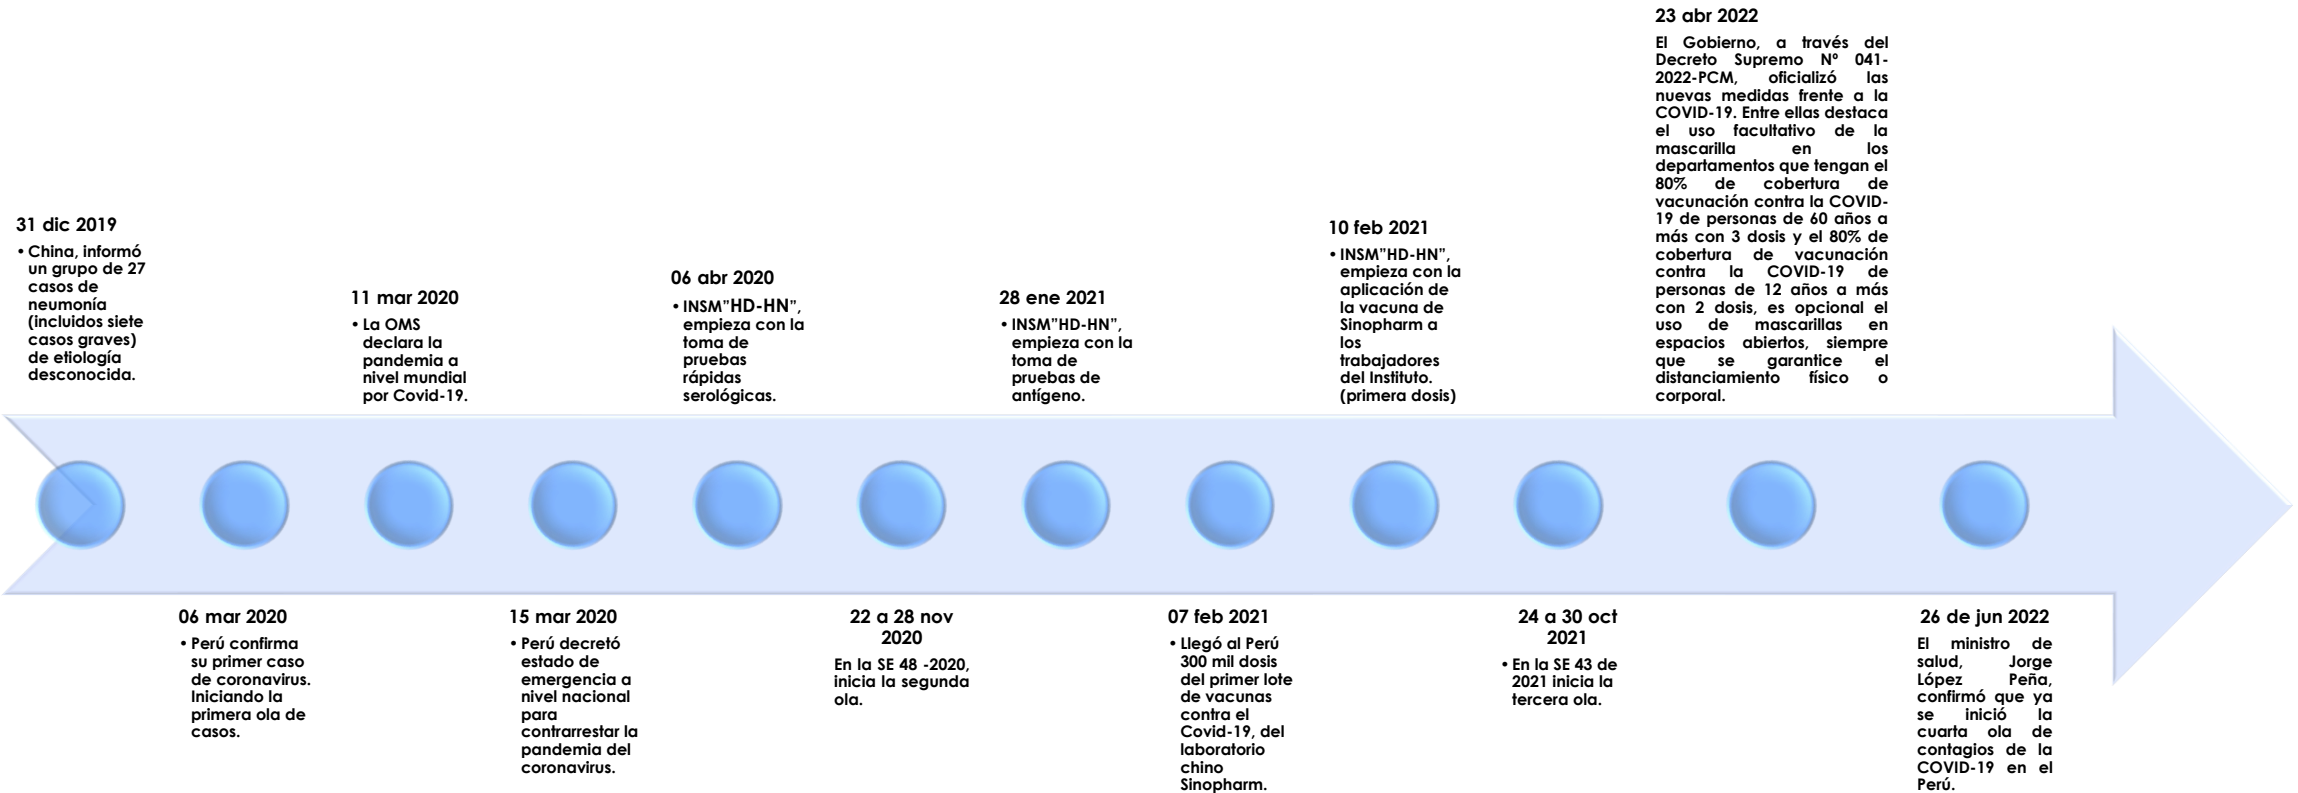 31 dic 2019
• China, informó
un grupo de 27
casos de
neumonía
(incluidos siete
casos graves)
de etiología
desconocida.
06 mar 2020
• Perú confirma
su primer caso
de coronavirus.
Iniciando la
primera ola de
casos.
11 mar 2020
• La OMS
declara la
pandemia a
nivel mundial
por Covid-19.
15 mar 2020
• Perú decretó
estado de
emergencia a
nivel nacional
para
contrarrestar la
pandemia del
coronavirus.
06 abr 2020
• INSM”HD-HN”,
empieza con la
toma de
pruebas
rápidas
serológicas.
22 a 28 nov
2020
En la SE 48 -2020,
inicia la segunda
ola.
28 ene 2021
• INSM”HD-HN”,
empieza con la
toma de
pruebas de
antígeno.
07 feb 2021
• Llegó al Perú
300 mil dosis
del primer lote
de vacunas
contra el
Covid-19, del
laboratorio
chino
Sinopharm.
10 feb 2021
• INSM”HD-HN”,
empieza con la
aplicación de
la vacuna de
Sinopharm a
los
trabajadores
del Instituto.
(primera dosis)
24 a 30 oct
2021
• En la SE 43 de
2021 inicia la
tercera ola.
23 abr 2022
El Gobierno, a través del
Decreto Supremo Nº 041-
2022-PCM, oficializó las
nuevas medidas frente a la
COVID-19. Entre ellas destaca
el uso facultativo de la
mascarilla en los
departamentos que tengan el
80% de cobertura de
vacunación contra la COVID-
19 de personas de 60 años a
más con 3 dosis y el 80% de
cobertura de vacunación
contra la COVID-19 de
personas de 12 años a más
con 2 dosis, es opcional el
uso de mascarillas en
espacios abiertos, siempre
que se garantice el
distanciamiento físico o
corporal.
26 de jun 2022
El ministro de
salud, Jorge
López Peña,
confirmó que ya
se inició la
cuarta ola de
contagios de la
COVID-19 en el
Perú.